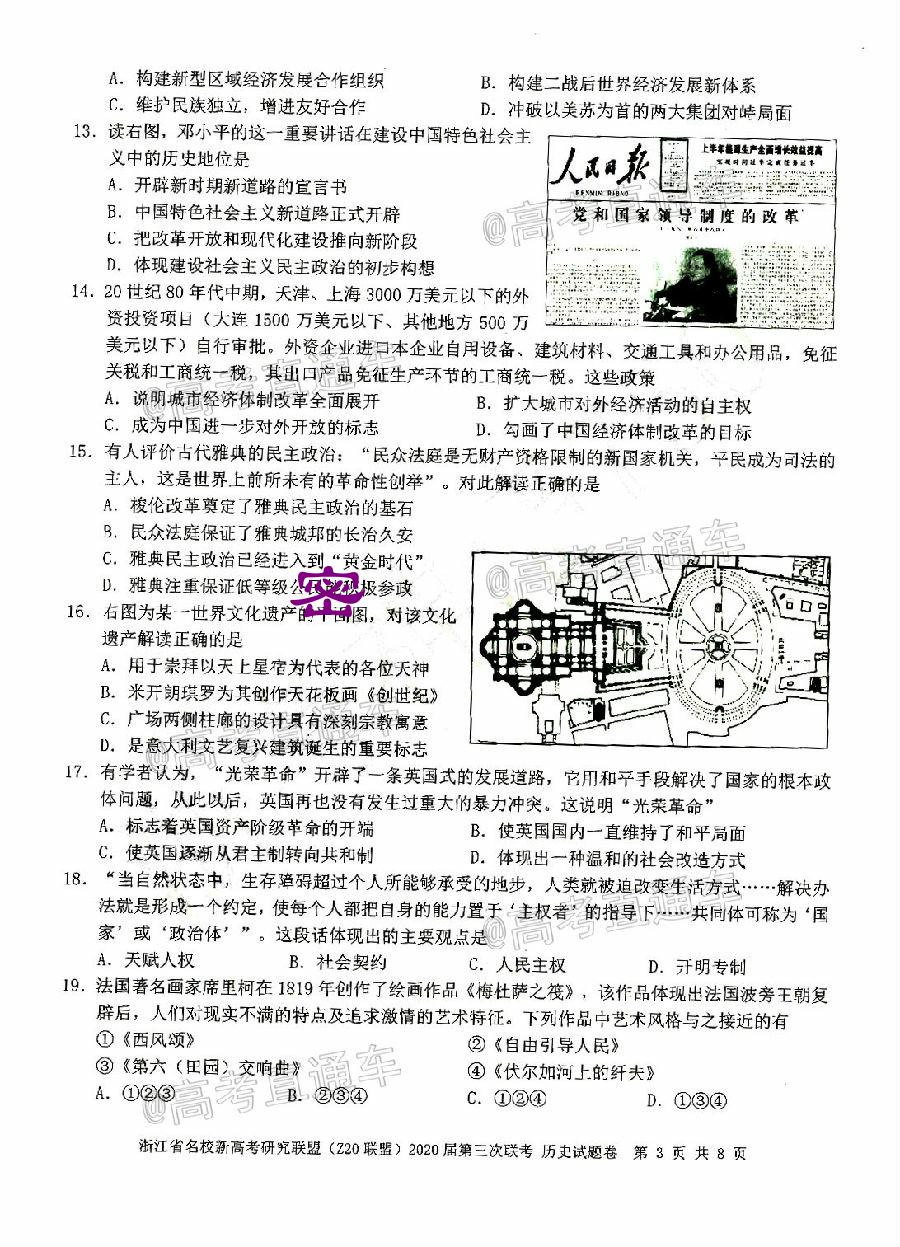 A. 构建新型区域经济发展合作组织 B. 构建二战后世界经济发展新体系
C. 维护民族独立，增进友好合作 D. 冲破以美苏为首的两大集团对峙局面
13. 读右图，邓小平的这一重要讲话在建设中国特色社会主
义中的历史地位是
A. 开辟新时期新道路的宣言书
B. 中国特色社会主义新道路正式开辟
C. 把改革开放和现代化建设推向新阶段
D. 体现建设社会主义民主政治的初步构想
人民日报
RENMIN RIBAO
上半年能源生产全面增长效益提高
党和国家领导制度的改革
14. 20 世纪 80 年代中期，天津、上海 3000 万美元以下的外
资投资项目（大连 1500 万美元以下、其他地方 500 万
美元以下）自行审批。外资企业进口本企业自用设备、建筑材料、交通工具和办公用品，免征
关税和工商统一税，其出口产品免征生产环节的工商统一税。这些政策
A. 说明城市经济体制改革全面展开 B. 扩大城市对外经济活动的自主权
C. 成为中国进一步对外开放的标志 D. 勾画了中国经济体制改革的目标
15. 有人评价古代雅典的民主政治：“民众法庭是无财产资格限制的新国家机关，平民成为司法的
主人，这是世界上前所未有的革命性创举”。对此解读正确的是
A. 梭伦改革奠定了雅典民主政治的基石
B. 民众法庭保证了雅典城邦的长治久安
C. 雅典民主政治已经进入到“黄金时代”
D. 雅典注重保证低等级公民能积极参政
密
16. 右图为某一世界文化遗产的平面图，对该文化
遗产解读正确的是
A. 用于崇拜以天上星宿为代表的各位天神
B. 米开朗琪罗为其创作天花板画《创世纪》
C. 广场两侧柱廊的设计具有深刻宗教寓意
D. 是意大利文艺复兴建筑诞生的重要标志
17. 有学者认为，“光荣革命”开辟了一条英国式的发展道路，它用和平手段解决了国家的根本政
体问题，从此以后，英国再也没有发生过重大的暴力冲突。这说明“光荣革命”
A. 标志着英国资产阶级革命的开端 B. 使英国国内一直维持了和平局面
C. 使英国逐渐从君主制转向共和制 D. 体现出一种温和的社会改造方式
18. “当自然状态中，生存障碍超过个人所能够承受的地步，人类就被迫改变生活方式……解决办
法就是形成一个约定，使每个人都把自身的能力置于‘主权者’的指导下……共同体可称为‘国
家’或‘政治体’”。这段话体现出的主要观点是
A. 天赋人权 B. 社会契约 C. 人民主权 D. 开明专制
19. 法国著名画家席里柯在 1819 年创作了绘画作品《梅杜萨之筏》，该作品体现出法国波旁王朝复
辟后，人们对现实不满的特点及追求激情的艺术特征。下列作品中艺术风格与之接近的有
①《西风颂》 ②《自由引导人民》
③《第六（田园）交响曲》 ④《伏尔加河上的纤夫》
A. ①②③ B. ②③④ C. ①②④ D. ①③④
浙江省名校新高考研究联盟（Z20 联盟）2020 届第三次联考 历史试题卷 第 3 页 共 8 页
@高考直通车
@高考直通车
@高考直通车
@高考直通车
@高考直通车
@高考直通车